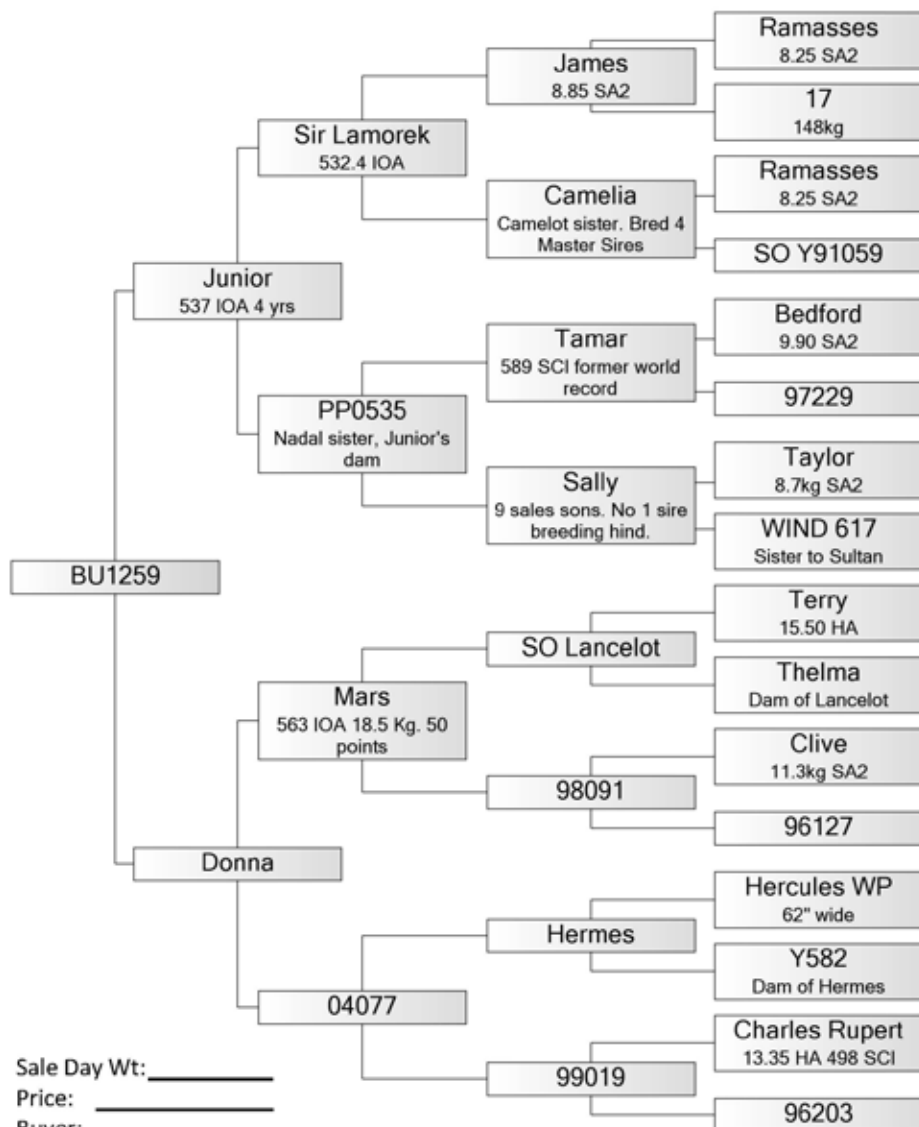 Ramasses
8.25 SA2
James
8.85 SA2
17
148kg
Sir Lamorek
532.4 IOA
Ramasses
8.25 SA2
Camelia
Camelot sister. Bred 4
Master Sires
SO Y91059
Junior
537 IOA 4 yrs
Bedford
9.90 SA2
Tamar
589 SCI former world
record
97229
PP0535
Nadal sister, Junior's
dam
Taylor
8.7kg SA2
Sally
9 sales sons. No 1 sire
breeding hind.
WIND 617
Sister to Sultan
BU1259
Terry
15.50 HA
SO Lancelot
Thelma
Dam of Lancelot
Mars
563 IOA 18.5 Kg. 50
points
Clive
11.3kg SA2
98091
96127
Donna
Hercules WP
62" wide
Hermes
Y582
Dam of Hermes
04077
Charles Rupert
13.35 HA 498 SCI
99019
96203
Sale Day Wt:
Price:
Buyer: